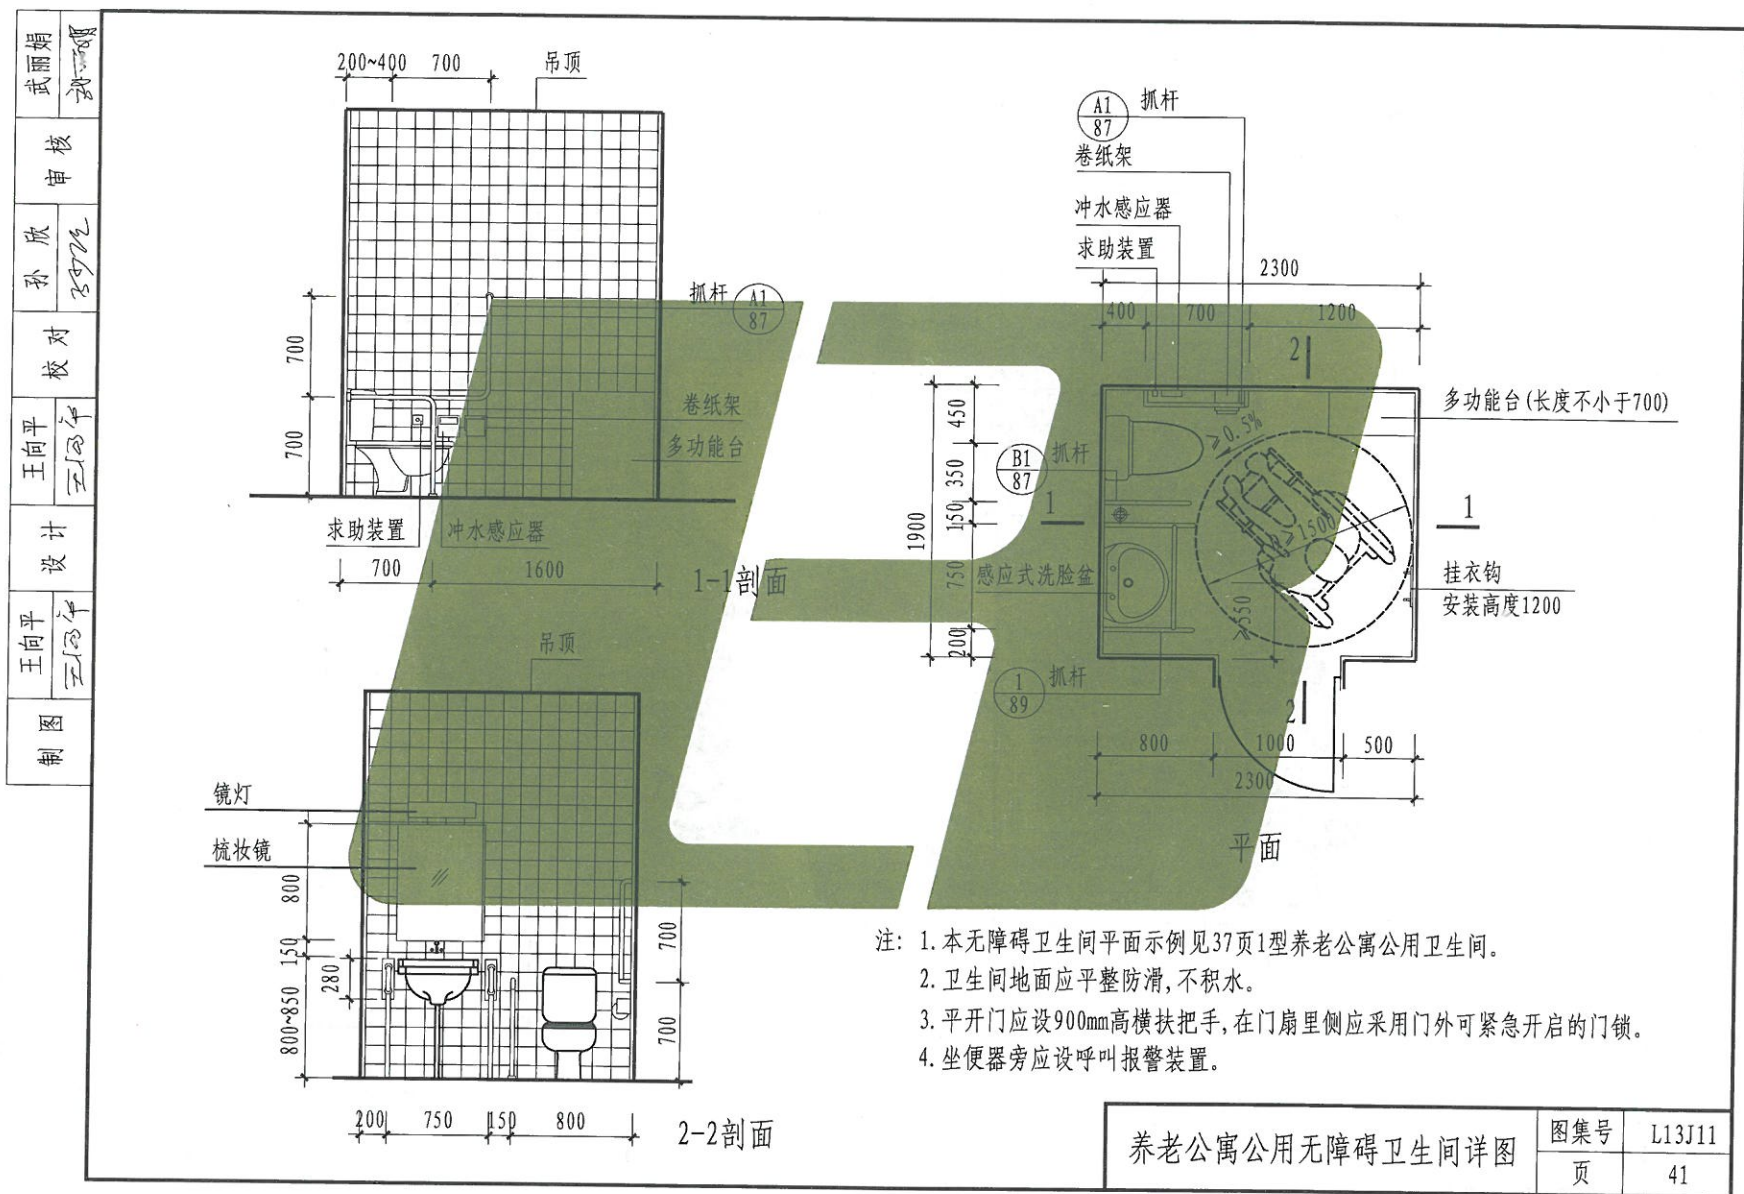 武丽娟
审核
孙欣
校对
王向平
设计
王向平
制图
200~400 700 吊顶
抓杆 A1
87
700
700
卷纸架
多功能台
求助装置 冲水感应器
700 1600
1-1剖面
A1
87 抓杆
卷纸架
冲水感应器
求助装置
2300
400 700 1200
2
多功能台(长度不小于700)
≥0.5%
B1
87 抓杆
1 1
450
350
150
750
200
1900
≥1500
≥550
感应式洗脸盆
挂衣钩
安装高度1200
1
89 抓杆
2
800 1000 500
2300
平面
吊顶
镜灯
梳妆镜
800
150
280
800~850
700
700
200 750 150 800
2-2剖面
注: 1.本无障碍卫生间平面示例见37页1型养老公寓公用卫生间。
2.卫生间地面应平整防滑,不积水。
3.平开门应设900mm高横扶把手,在门扇里侧应采用门外可紧急开启的门锁。
4.坐便器旁应设呼叫报警装置。
养老公寓公用无障碍卫生间详图
图集号 L13J11
页 41